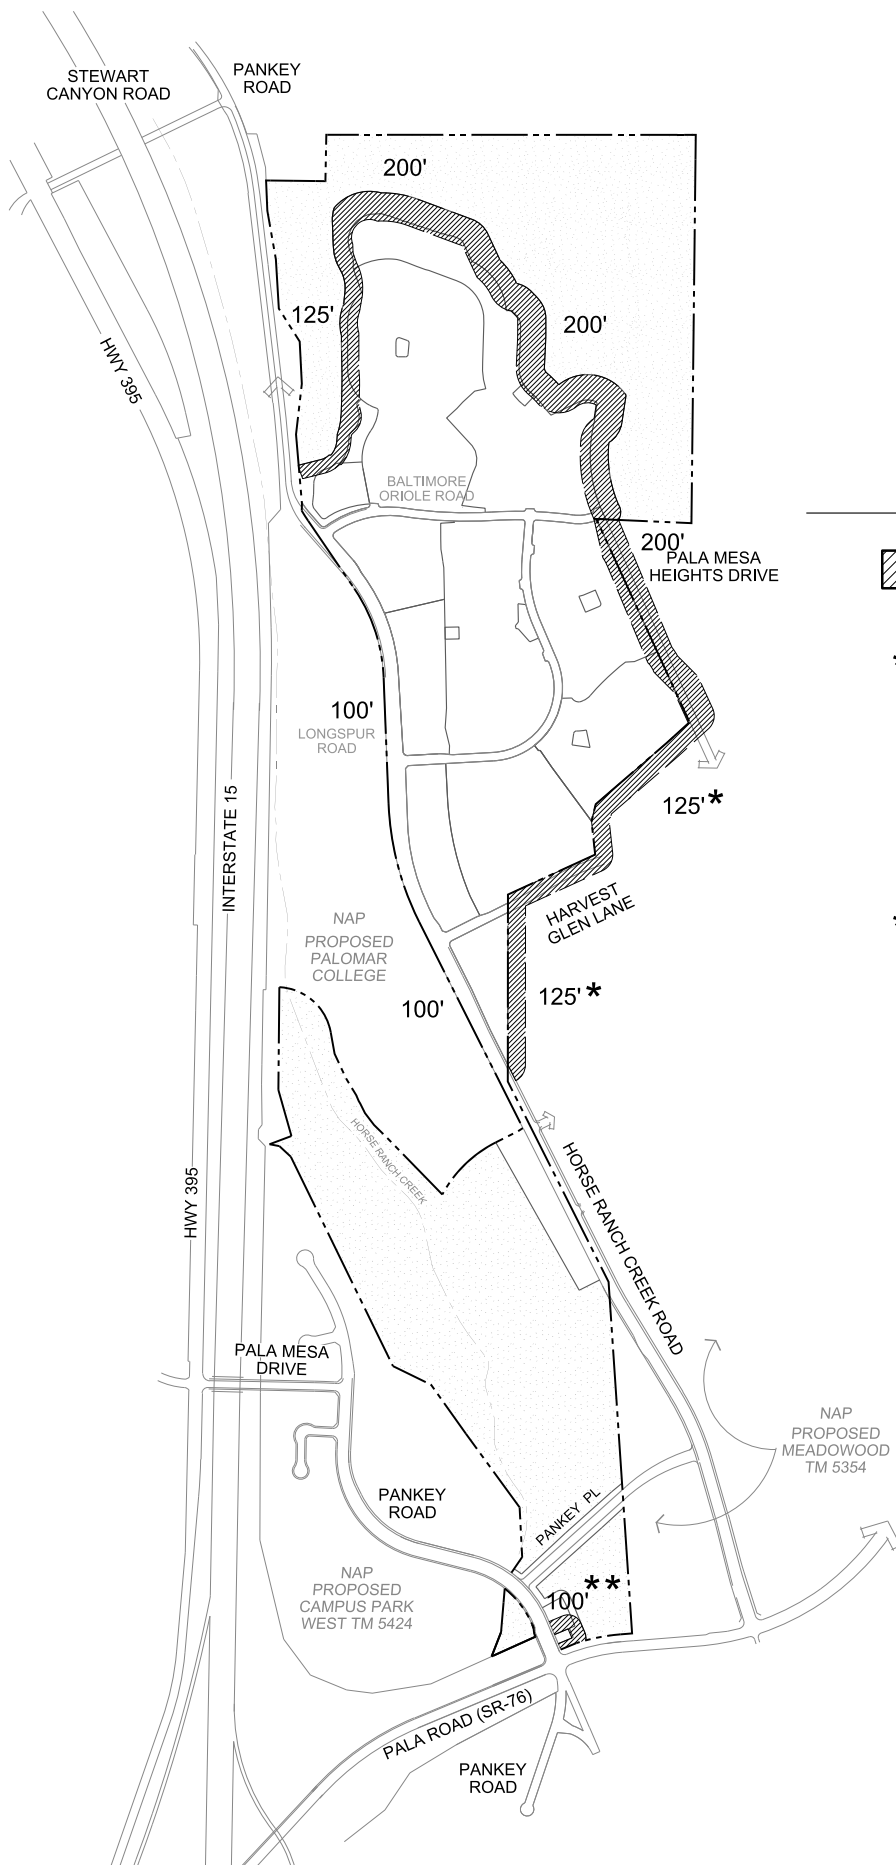 STEWART
CANYON ROAD
PANKEY
ROAD
200'
125'
200'
HWY 395
BALTIMORE
ORIOLE ROAD
200'
PALA MESA
HEIGHTS DRIVE
*
100'
LONGSPUR
ROAD
INTERSTATE 15
125'*
HARVEST
GLEN LANE
*
NAP
PROPOSED
PALOMAR
COLLEGE
100'
125'*
HORSE RANCH CREEK
HORSE RANCH CREEK ROAD
HWY 395
PALA MESA
DRIVE
NAP
PROPOSED
MEADOWOOD
TM 5354
PANKEY
ROAD
PANKEY PL
NAP
PROPOSED
CAMPUS PARK
WEST TM 5424
100'**
PALA ROAD (SR-76)
PANKEY
ROAD